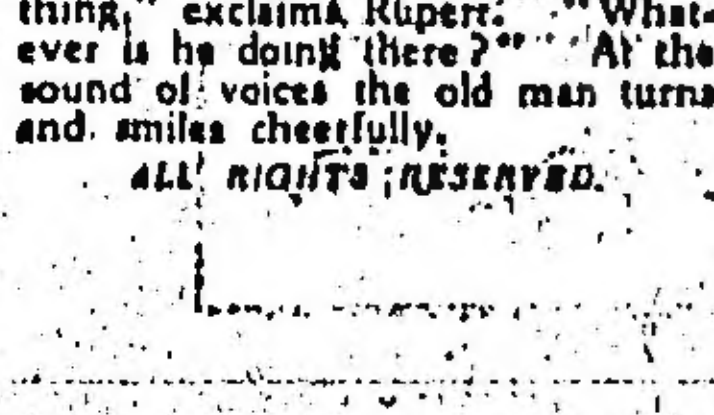 thing," exclaims Rupert. "What-
ever is he doing there?" At the
sound of voices the old man turns
and smiles cheerfully.
ALL RIGHTS RESERVED.